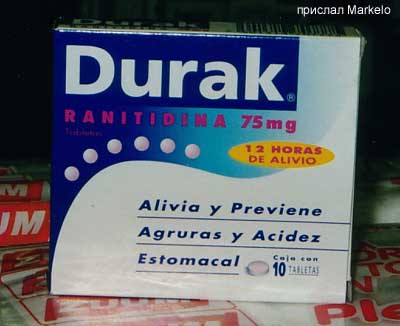 прислал Markelo
Durak®
RANITIDINA 75mg
Tabletas
12 HORAS
DE ALIVIO
Alivia y Previene
Agruras y Acidez
Estomacal
Caja con
10 TABLETAS
UM